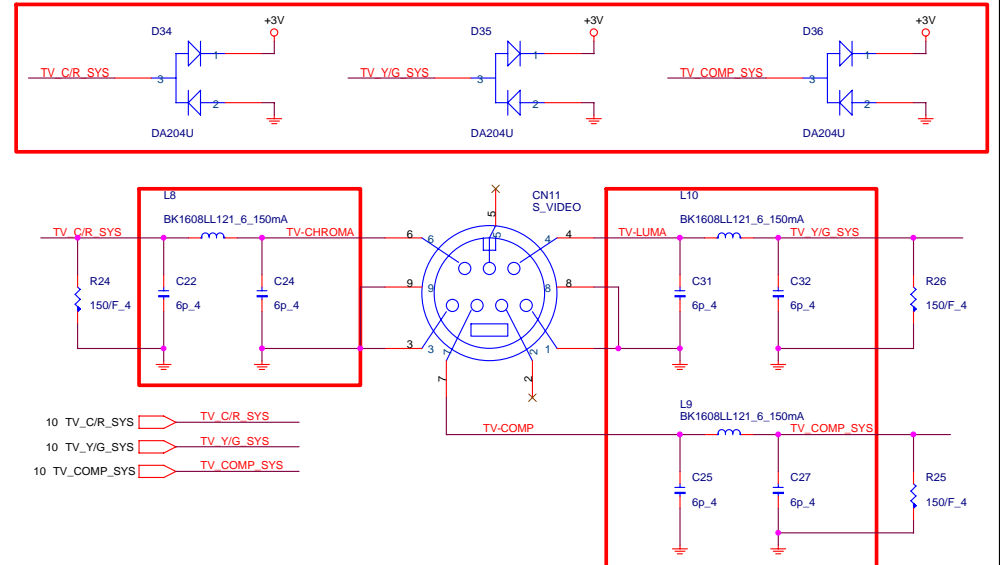 +3V +3V +3V
D34 D35 D36
1 1 1
TV_C/R_SYS 3 TV_Y/G_SYS 3 TV_COMP_SYS 3
2 2 2
DA204U DA204U DA204U
L8 CN11 L10
S_VIDEO
BK1608LL121_6_150mA 5 BK1608LL121_6_150mA
TV_C/R_SYS TV-CHROMA 6 6 5 4 4 TV-LUMA TV_Y/G_SYS
R24 C22 C24 9 9 8 8 C31 C32 R26
150/F_4 6p_4 6p_4 6p_4 6p_4 150/F_4
3 3 7 2 1 1
7 2
L9
BK1608LL121_6_150mA
10 TV_C/R_SYS TV_C/R_SYS
TV-COMP TV_COMP_SYS
10 TV_Y/G_SYS TV_Y/G_SYS
10 TV_COMP_SYS TV_COMP_SYS
C25 C27 R25
6p_4 6p_4 150/F_4